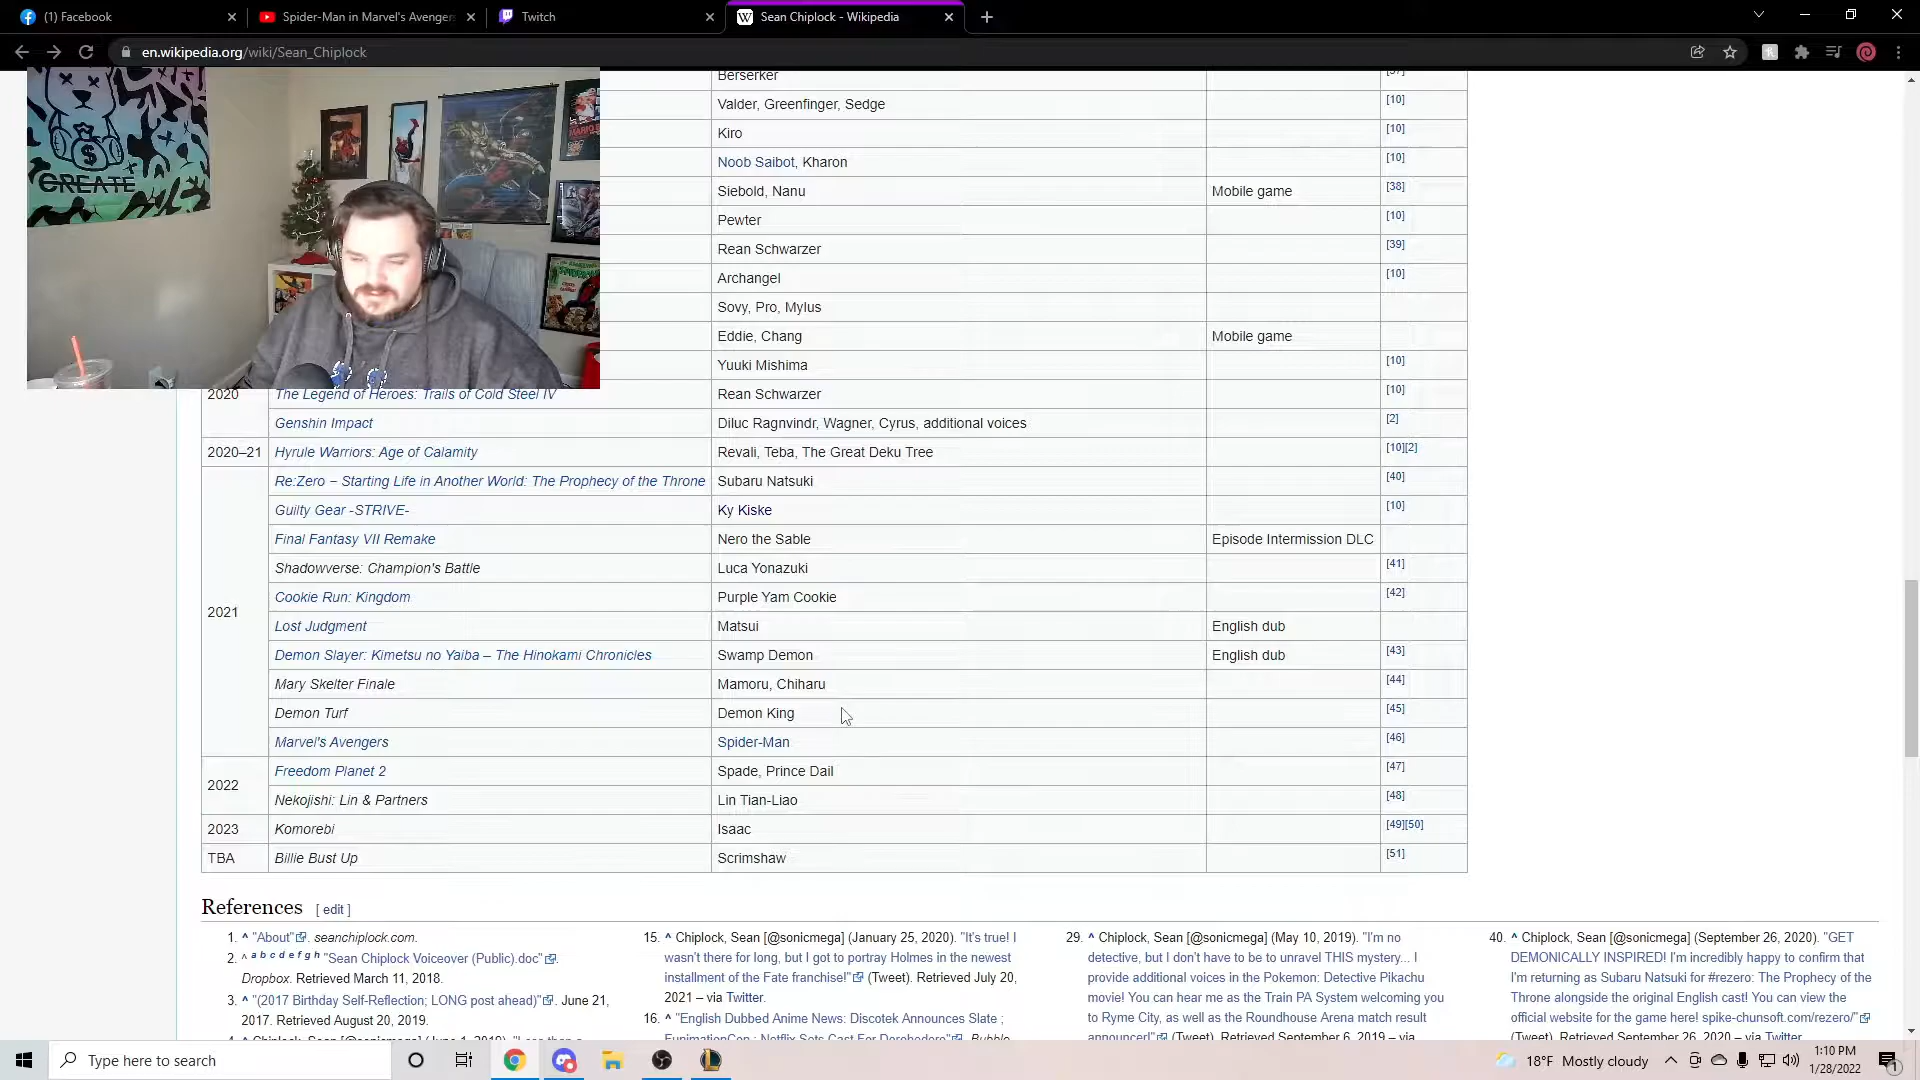 (1) Facebook
Spider-Man in Marvel's Avenger
Twitch
Sean Chiplock - Wikipedia
en.wikipedia.org/wiki/Sean_Chiplock
CREATE
Berserker
Valder, Greenfinger, Sedge [10]
Kiro [10]
Noob Saibot, Kharon [10]
Siebold, Nanu Mobile game [38]
Pewter [10]
Rean Schwarzer [39]
Archangel [10]
Sovy, Pro, Mylus
Eddie, Chang Mobile game
Yuuki Mishima [10]
2020 The Legend of Heroes: Trails of Cold Steel IV Rean Schwarzer [10]
Genshin Impact Diluc Ragnvindr, Wagner, Cyrus, additional voices [2]
2020–21 Hyrule Warriors: Age of Calamity Revali, Teba, The Great Deku Tree [10][2]
Re:Zero − Starting Life in Another World: The Prophecy of the Throne Subaru Natsuki [40]
Guilty Gear -STRIVE- Ky Kiske [10]
Final Fantasy VII Remake Nero the Sable Episode Intermission DLC
Shadowverse: Champion's Battle Luca Yonazuki [41]
Cookie Run: Kingdom Purple Yam Cookie [42]
2021
Lost Judgment Matsui English dub
Demon Slayer: Kimetsu no Yaiba – The Hinokami Chronicles Swamp Demon English dub [43]
Mary Skelter Finale Mamoru, Chiharu [44]
Demon Turf Demon King [45]
Marvel's Avengers Spider-Man [46]
2022
Freedom Planet 2 Spade, Prince Dail [47]
Nekojishi: Lin & Partners Lin Tian-Liao [48]
2023 Komorebi Isaac [49][50]
TBA Billie Bust Up Scrimshaw [51]
References [ edit ]
1. ^ "About". seanchiplock.com.
2. ^ a b c d e f g h "Sean Chiplock Voiceover (Public).doc".
Dropbox. Retrieved March 11, 2018.
3. ^ "(2017 Birthday Self-Reflection; LONG post ahead)". June 21,
2017. Retrieved August 20, 2019.
15. ^ Chiplock, Sean [@sonicmega] (January 25, 2020). "It's true! I
wasn't there for long, but I got to portray Holmes in the newest
installment of the Fate franchise!" (Tweet). Retrieved July 20,
2021 – via Twitter.
16. ^ "English Dubbed Anime News: Discotek Announces Slate ;
29. ^ Chiplock, Sean [@sonicmega] (May 10, 2019). "I'm no
detective, but I don't have to be to unravel THIS mystery... I
provide additional voices in the Pokemon: Detective Pikachu
movie! You can hear me as the Train PA System welcoming you
to Ryme City, as well as the Roundhouse Arena match result
announcer!" (Tweet). Retrieved September 6, 2019 – via
40. ^ Chiplock, Sean [@sonicmega] (September 26, 2020). "GET
DEMONICALLY INSPIRED! I'm incredibly happy to confirm that
I'm returning as Subaru Natsuki for #rezero: The Prophecy of the
Throne alongside the original English cast! You can view the
official website for the game here! spike-chunsoft.com/rezero/"
(Tweet). Retrieved September 26, 2020 – via Twitter.
Type here to search
18°F Mostly cloudy
1:10 PM
1/28/2022
1